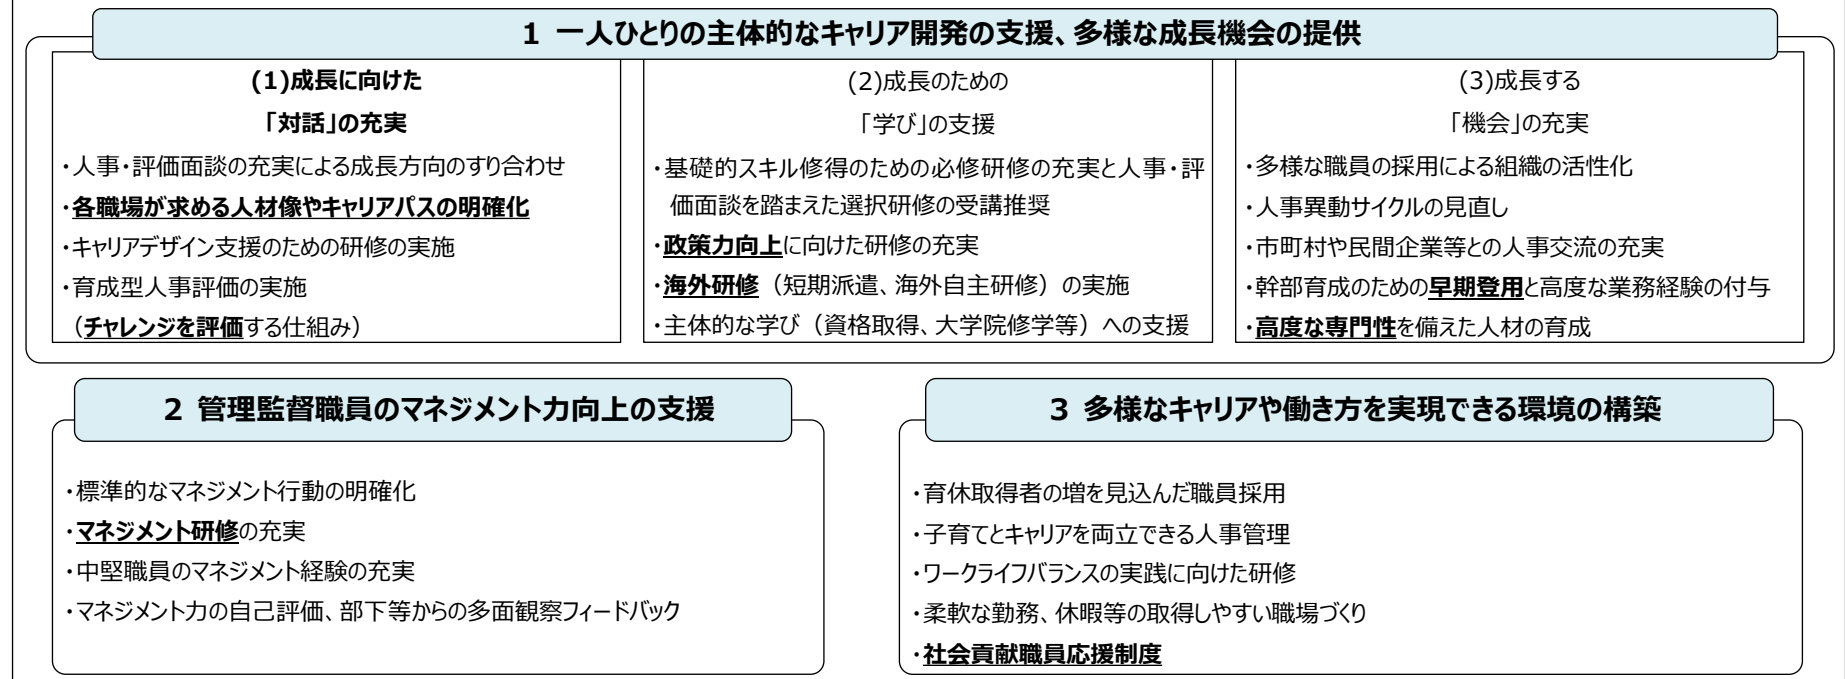 1 一人ひとりの主体的なキャリア開発の支援、多様な成長機会の提供
(1)成長に向けた
「対話」の充実
・人事・評価面談の充実による成長方向のすり合わせ
・各職場が求める人材像やキャリアパスの明確化
・キャリアデザイン支援のための研修の実施
・育成型人事評価の実施
（チャレンジを評価する仕組み）
(2)成長のための
「学び」の支援
・基礎的スキル修得のための必修研修の充実と人事・評
価面談を踏まえた選択研修の受講推奨
・政策力向上に向けた研修の充実
・海外研修（短期派遣、海外自主研修）の実施
・主体的な学び（資格取得、大学院修学等）への支援
(3)成長する
「機会」の充実
・多様な職員の採用による組織の活性化
・人事異動サイクルの見直し
・市町村や民間企業等との人事交流の充実
・幹部育成のための早期登用と高度な業務経験の付与
・高度な専門性を備えた人材の育成
2 管理監督職員のマネジメント力向上の支援
・標準的なマネジメント行動の明確化
・マネジメント研修の充実
・中堅職員のマネジメント経験の充実
・マネジメント力の自己評価、部下等からの多面観察フィードバック
3 多様なキャリアや働き方を実現できる環境の構築
・育休取得者の増を見込んだ職員採用
・子育てとキャリアを両立できる人事管理
・ワークライフバランスの実践に向けた研修
・柔軟な勤務、休暇等の取得しやすい職場づくり
・社会貢献職員応援制度